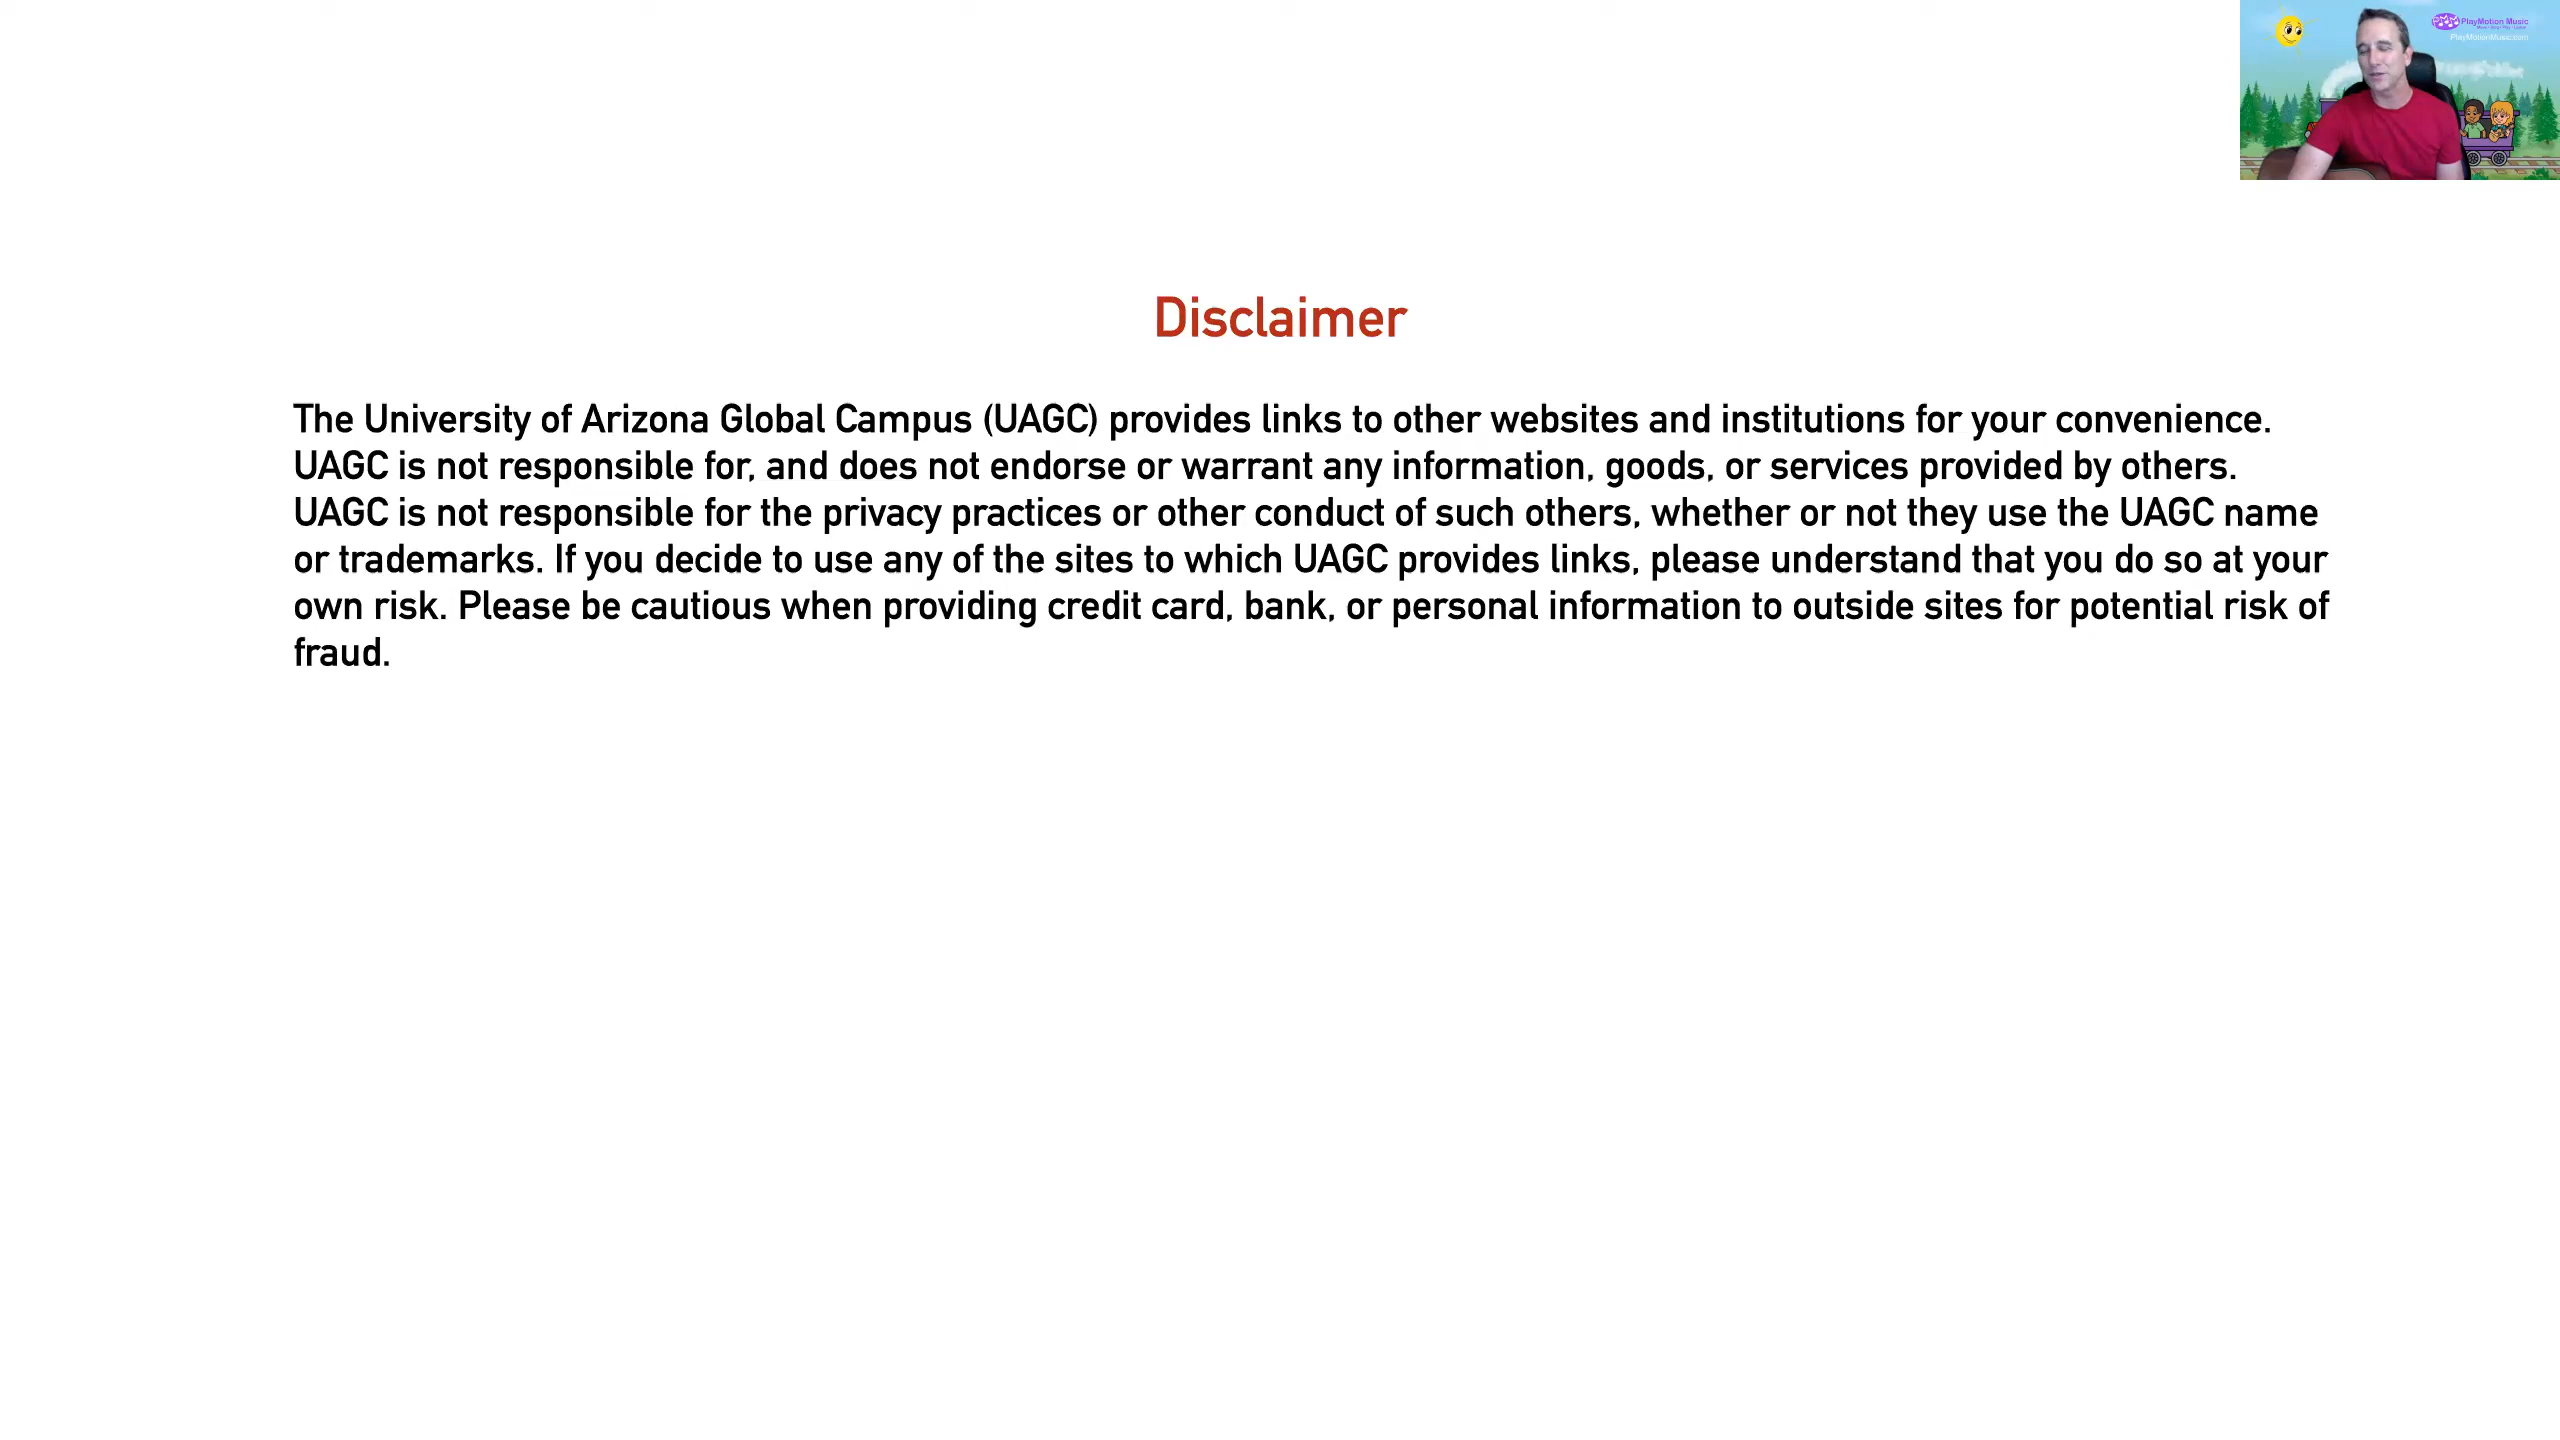 PlayMotion Music
PlayMotionMusic.com
Disclaimer
The University of Arizona Global Campus (UAGC) provides links to other websites and institutions for your convenience.
UAGC is not responsible for, and does not endorse or warrant any information, goods, or services provided by others.
UAGC is not responsible for the privacy practices or other conduct of such others, whether or not they use the UAGC name
or trademarks. If you decide to use any of the sites to which UAGC provides links, please understand that you do so at your
own risk. Please be cautious when providing credit card, bank, or personal information to outside sites for potential risk of
fraud.